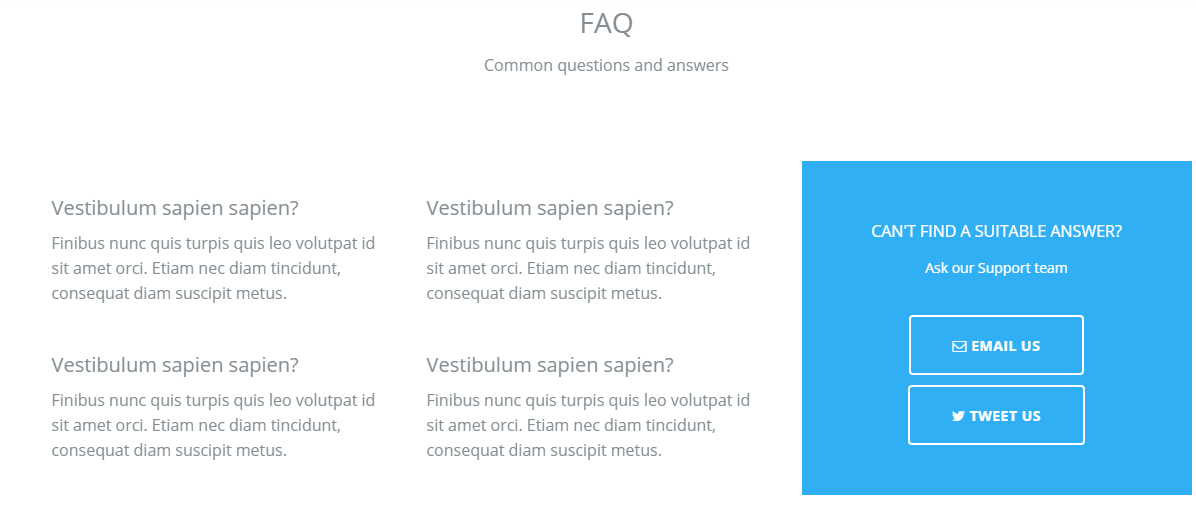 FAQ
Common questions and answers
Vestibulum sapien sapien?
Finibus nunc quis turpis quis leo volutpat id
sit amet orci. Etiam nec diam tincidunt,
consequat diam suscipit metus.
Vestibulum sapien sapien?
Finibus nunc quis turpis quis leo volutpat id
sit amet orci. Etiam nec diam tincidunt,
consequat diam suscipit metus.
Vestibulum sapien sapien?
Finibus nunc quis turpis quis leo volutpat id
sit amet orci. Etiam nec diam tincidunt,
consequat diam suscipit metus.
Vestibulum sapien sapien?
Finibus nunc quis turpis quis leo volutpat id
sit amet orci. Etiam nec diam tincidunt,
consequat diam suscipit metus.
CAN'T FIND A SUITABLE ANSWER?
Ask our Support team
EMAIL US
TWEET US